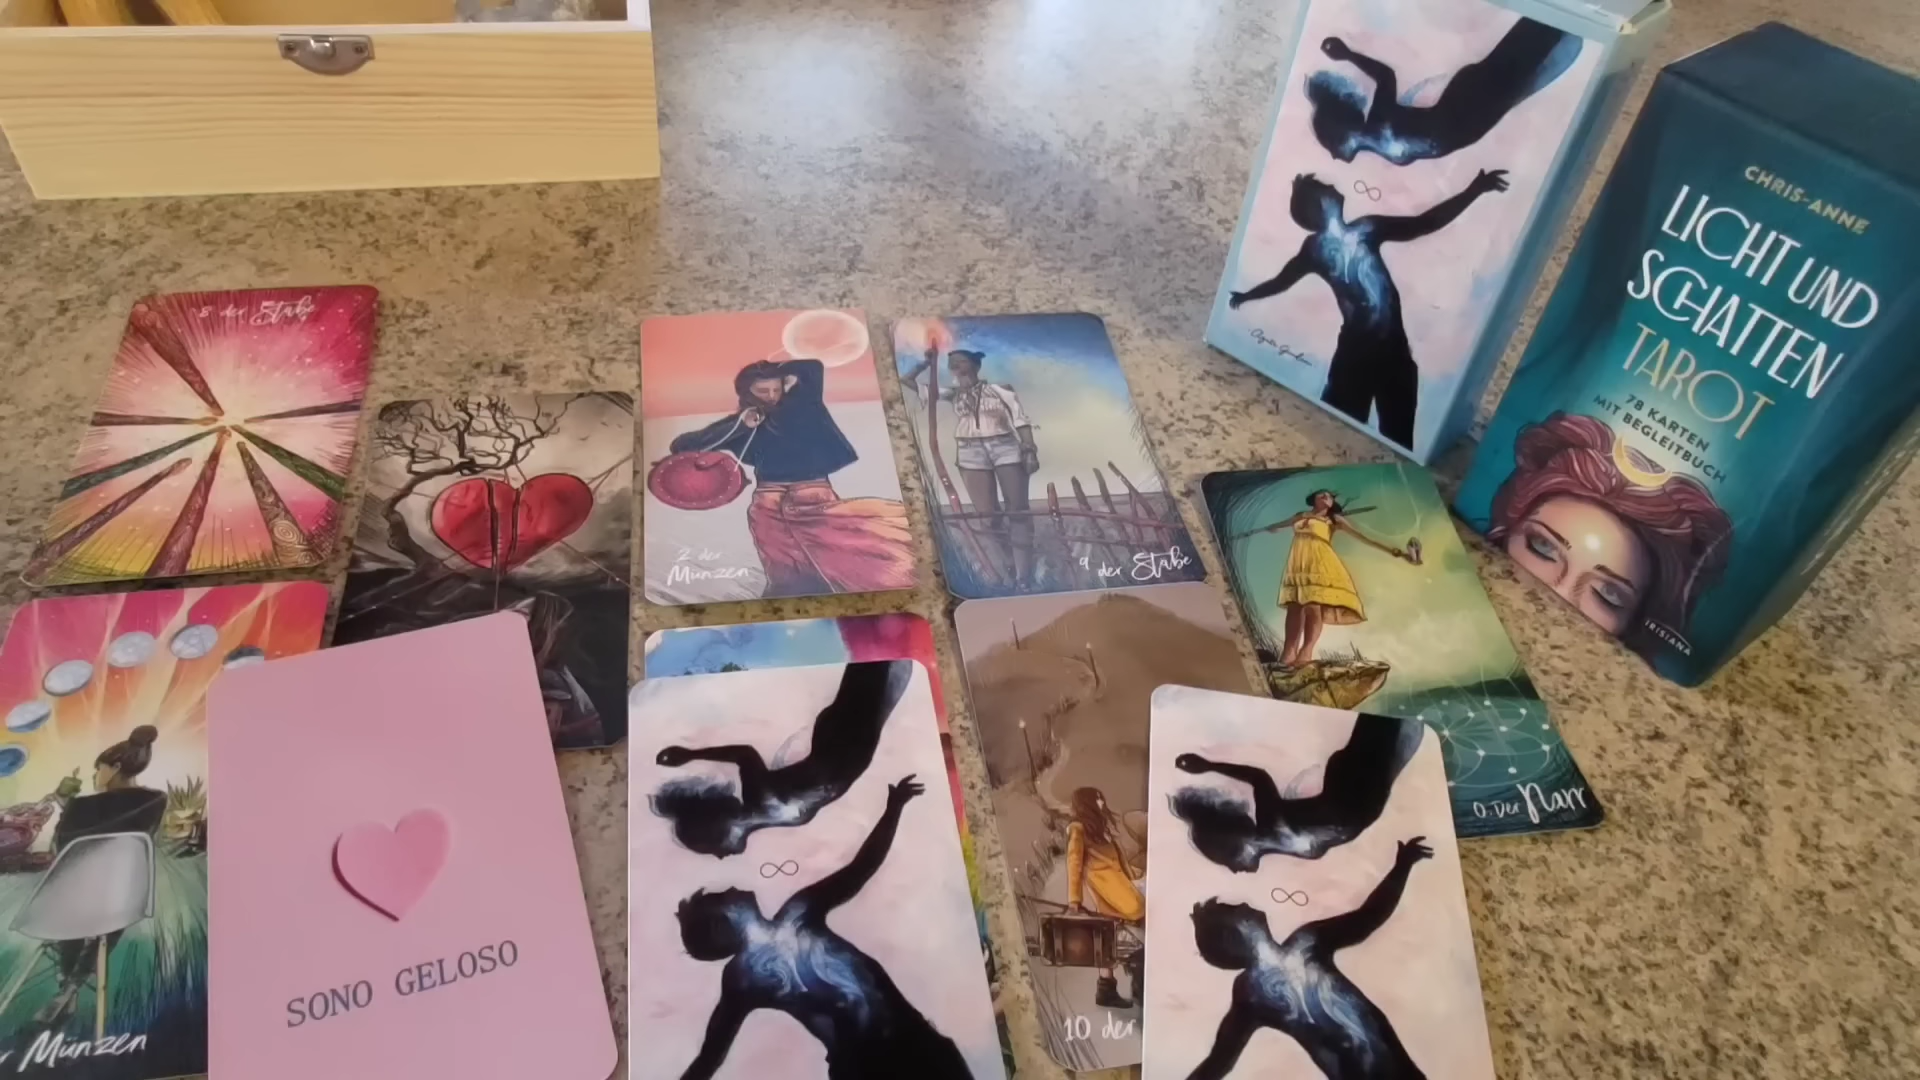 CHRIS-ANNE
LICHT UND
SCHATTEN
TAROT
78 KARTEN
MIT BEGLEITBUCH
IRISIANA
8 der Stäbe
2 der
Münzen
9 der Stäbe
0. Der Narr
10 der
Münzen
SONO GELOSO